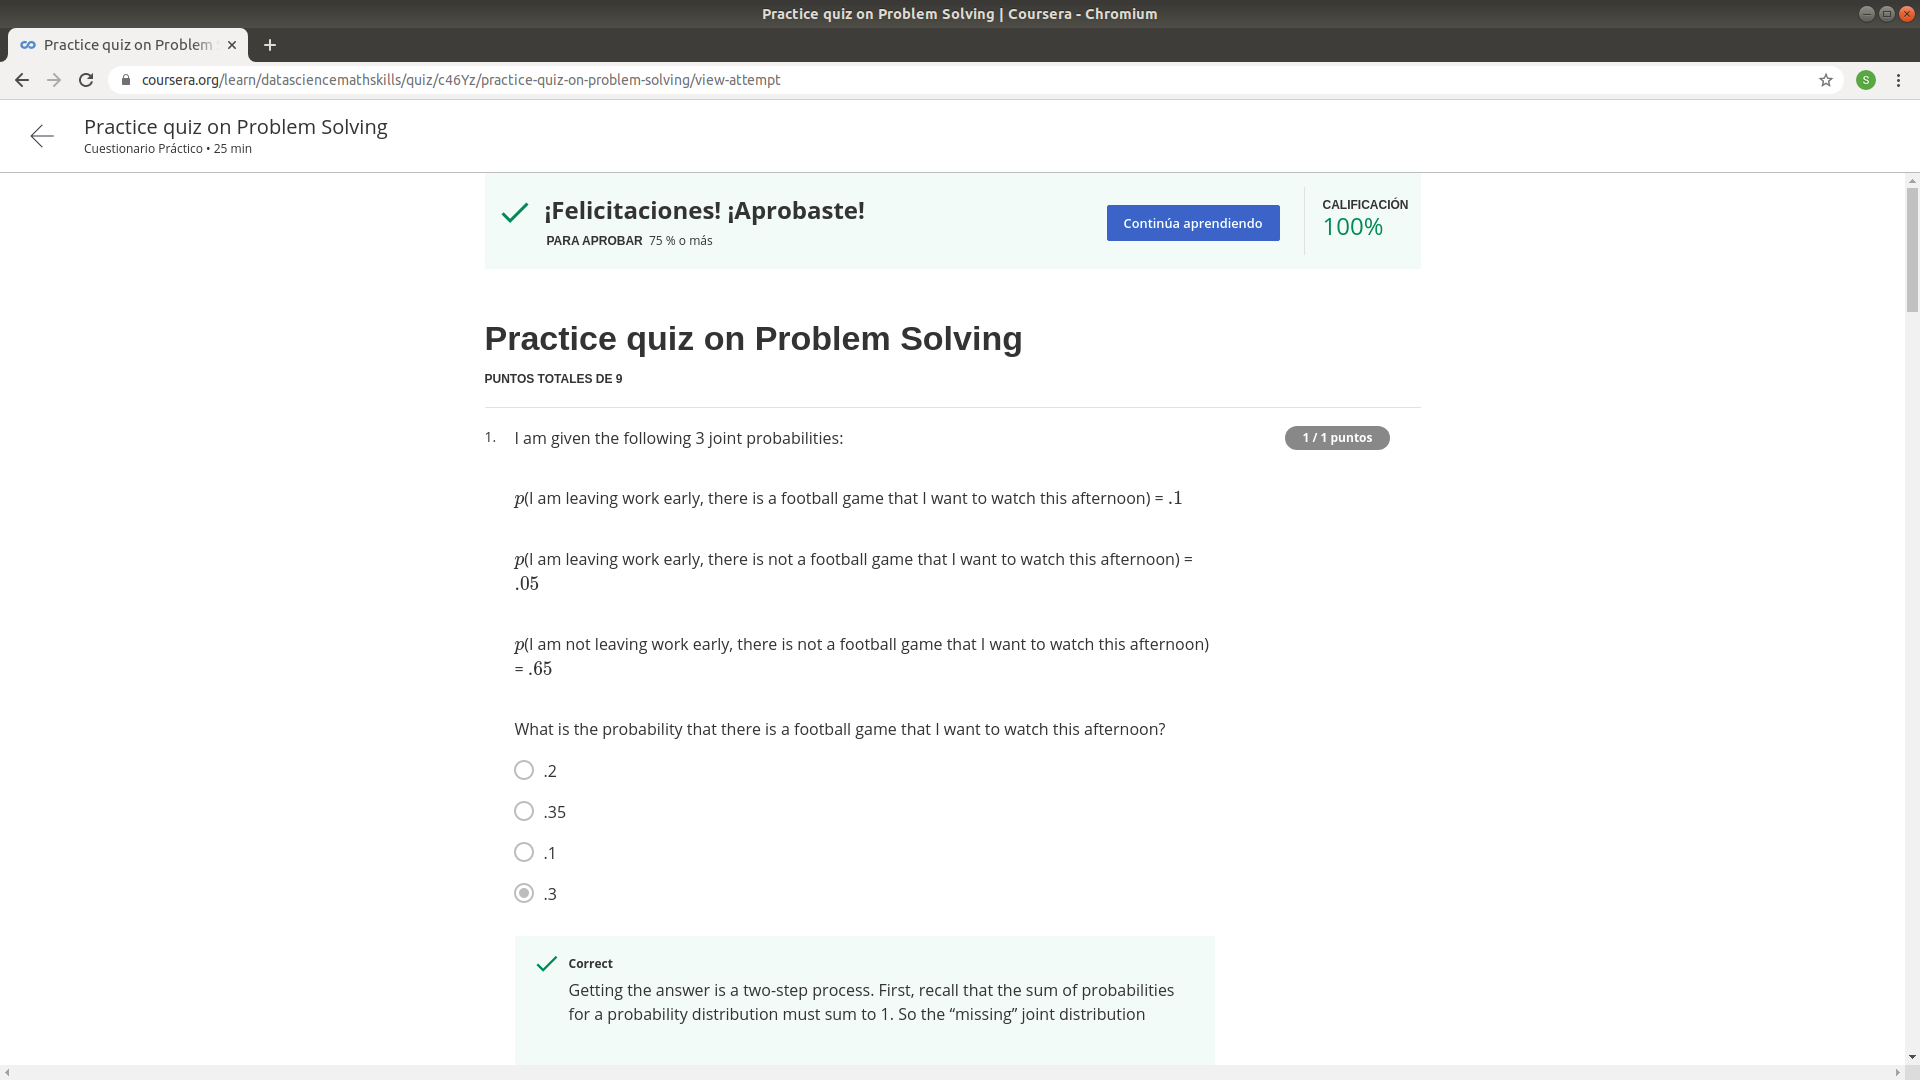 Practice quiz on Problem Solving | Coursera - Chromium
Practice quiz on Problem
coursera.org/learn/datasciencemathskills/quiz/c46Yz/practice-quiz-on-problem-solving/view-attempt
S
Practice quiz on Problem Solving
Cuestionario Práctico • 25 min
¡Felicitaciones! ¡Aprobaste!
PARA APROBAR 75 % o más
Continúa aprendiendo
CALIFICACIÓN
100%
Practice quiz on Problem Solving
PUNTOS TOTALES DE 9
1. I am given the following 3 joint probabilities:
1 / 1 puntos
p(I am leaving work early, there is a football game that I want to watch this afternoon) = .1
p(I am leaving work early, there is not a football game that I want to watch this afternoon) =
.05
p(I am not leaving work early, there is not a football game that I want to watch this afternoon)
= .65
What is the probability that there is a football game that I want to watch this afternoon?
.2
.35
.1
.3
Correct
Getting the answer is a two-step process. First, recall that the sum of probabilities
for a probability distribution must sum to 1. So the “missing” joint distribution